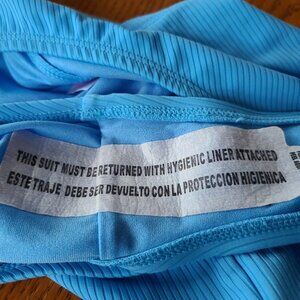 THIS SUIT MUST BE RETURNED WITH HYGIENIC LINER ATTACHED
ESTE TRAJE DEBE SER DEVUELTO CON LA PROTECCION HIGIENICA